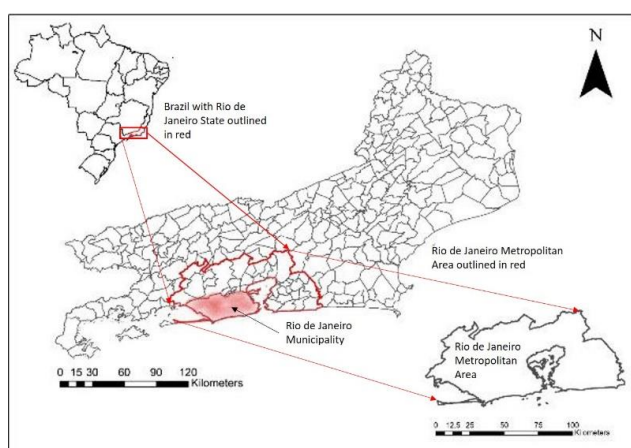 N
Brazil with Rio de
Janeiro State outlined
in red
Rio de Janeiro Metropolitan
Area outlined in red
Rio de Janeiro
Municipality
Rio de Janeiro
Metropolitan
Area
0 15 30 60 90 120
Kilometers
0 12.5 25 50 75 100
Kilometers